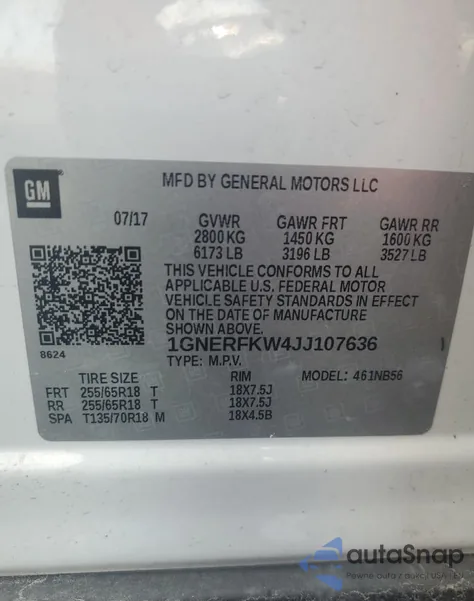 GM
MFD BY GENERAL MOTORS LLC
07/17 GVWR GAWR FRT GAWR RR
2800 KG 1450 KG 1600 KG
6173 LB 3196 LB 3527 LB
THIS VEHICLE CONFORMS TO ALL
APPLICABLE U.S. FEDERAL MOTOR
VEHICLE SAFETY STANDARDS IN EFFECT
ON THE DATE OF MANUFACTURE
SHOWN ABOVE.
8624
1GNERFKW4JJ107636
TYPE: M.P.V.
TIRE SIZE RIM MODEL: 461NB56
FRT 255/65R18 T 18X7.5J
RR 255/65R18 T 18X7.5J
SPA T135/70R18 M 18X4.5B
autoSnap